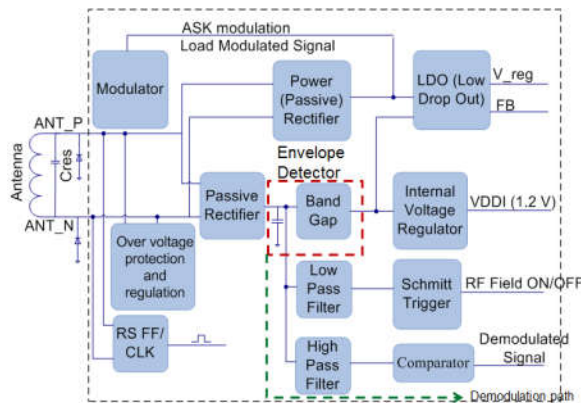 ASK modulation
Load Modulated Signal
Modulator
Power
(Passive)
Rectifier
LDO (Low
Drop Out)
V_reg
FB
ANT_P
Antenna
Cres
ANT_N
Envelope
Detector
Passive
Rectifier
Band
Gap
Internal
Voltage
Regulator
VDDI (1.2 V)
Over voltage
protection
and
regulation
Low
Pass
Filter
Schmitt
Trigger
RF Field ON/OFF
RS FF/
CLK
High
Pass
Filter
Comparator
Demodulated
Signal
Demodulation path